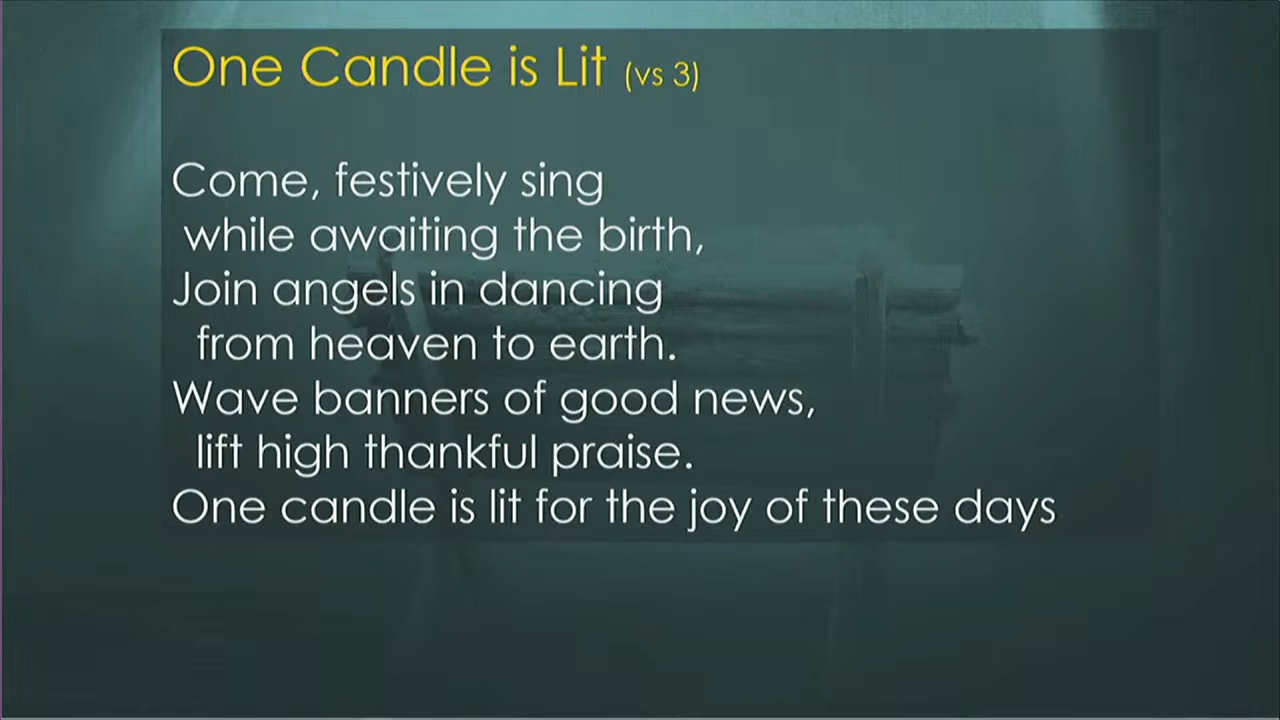 One Candle is Lit (vs 3)
Come, festively sing
while awaiting the birth,
Join angels in dancing
from heaven to earth.
Wave banners of good news,
lift high thankful praise.
One candle is lit for the joy of these days